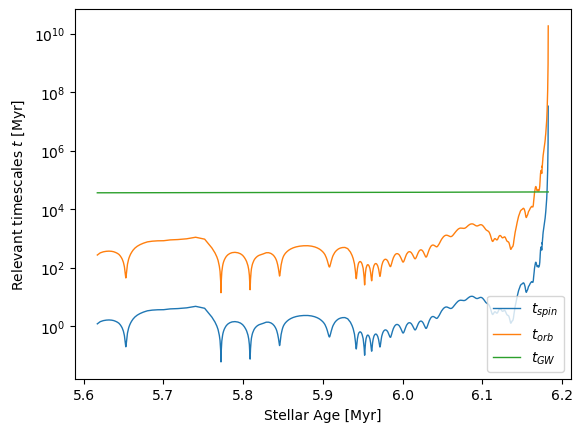 Relevant timescales t [Myr]
10^10
10^8
10^6
10^4
10^2
10^0
5.6 5.7 5.8 5.9 6.0 6.1 6.2
Stellar Age [Myr]
t_spin
t_orb
t_GW